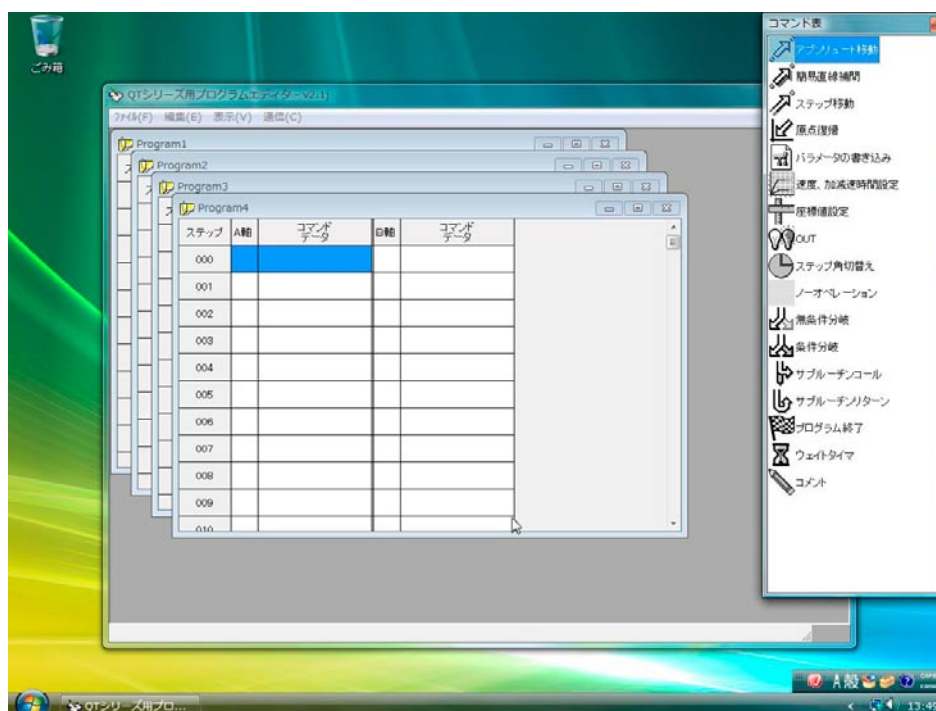 コマンド表
アブソリュート移動
簡易直線補間
ステップ移動
原点復帰
パラメータの書き込み
速度、加減速時間設定
座標値設定
OUT
ステップ角切替え
ノーオペレーション
無条件分岐
条件分岐
サブルーチンコール
サブルーチンリターン
プログラム終了
ウェイトタイマ
コメント
ごみ箱
QTシリーズ用プログラムエディター v2.1j
ファイル(F) 編集(E) 表示(V) 通信(C)
Program1
Program2
Program3
Program4
ステップ A軸 コマンドデータ B軸 コマンドデータ
000
001
002
003
004
005
006
007
008
009
010
QTシリーズ用プロ...
A 般
13:49